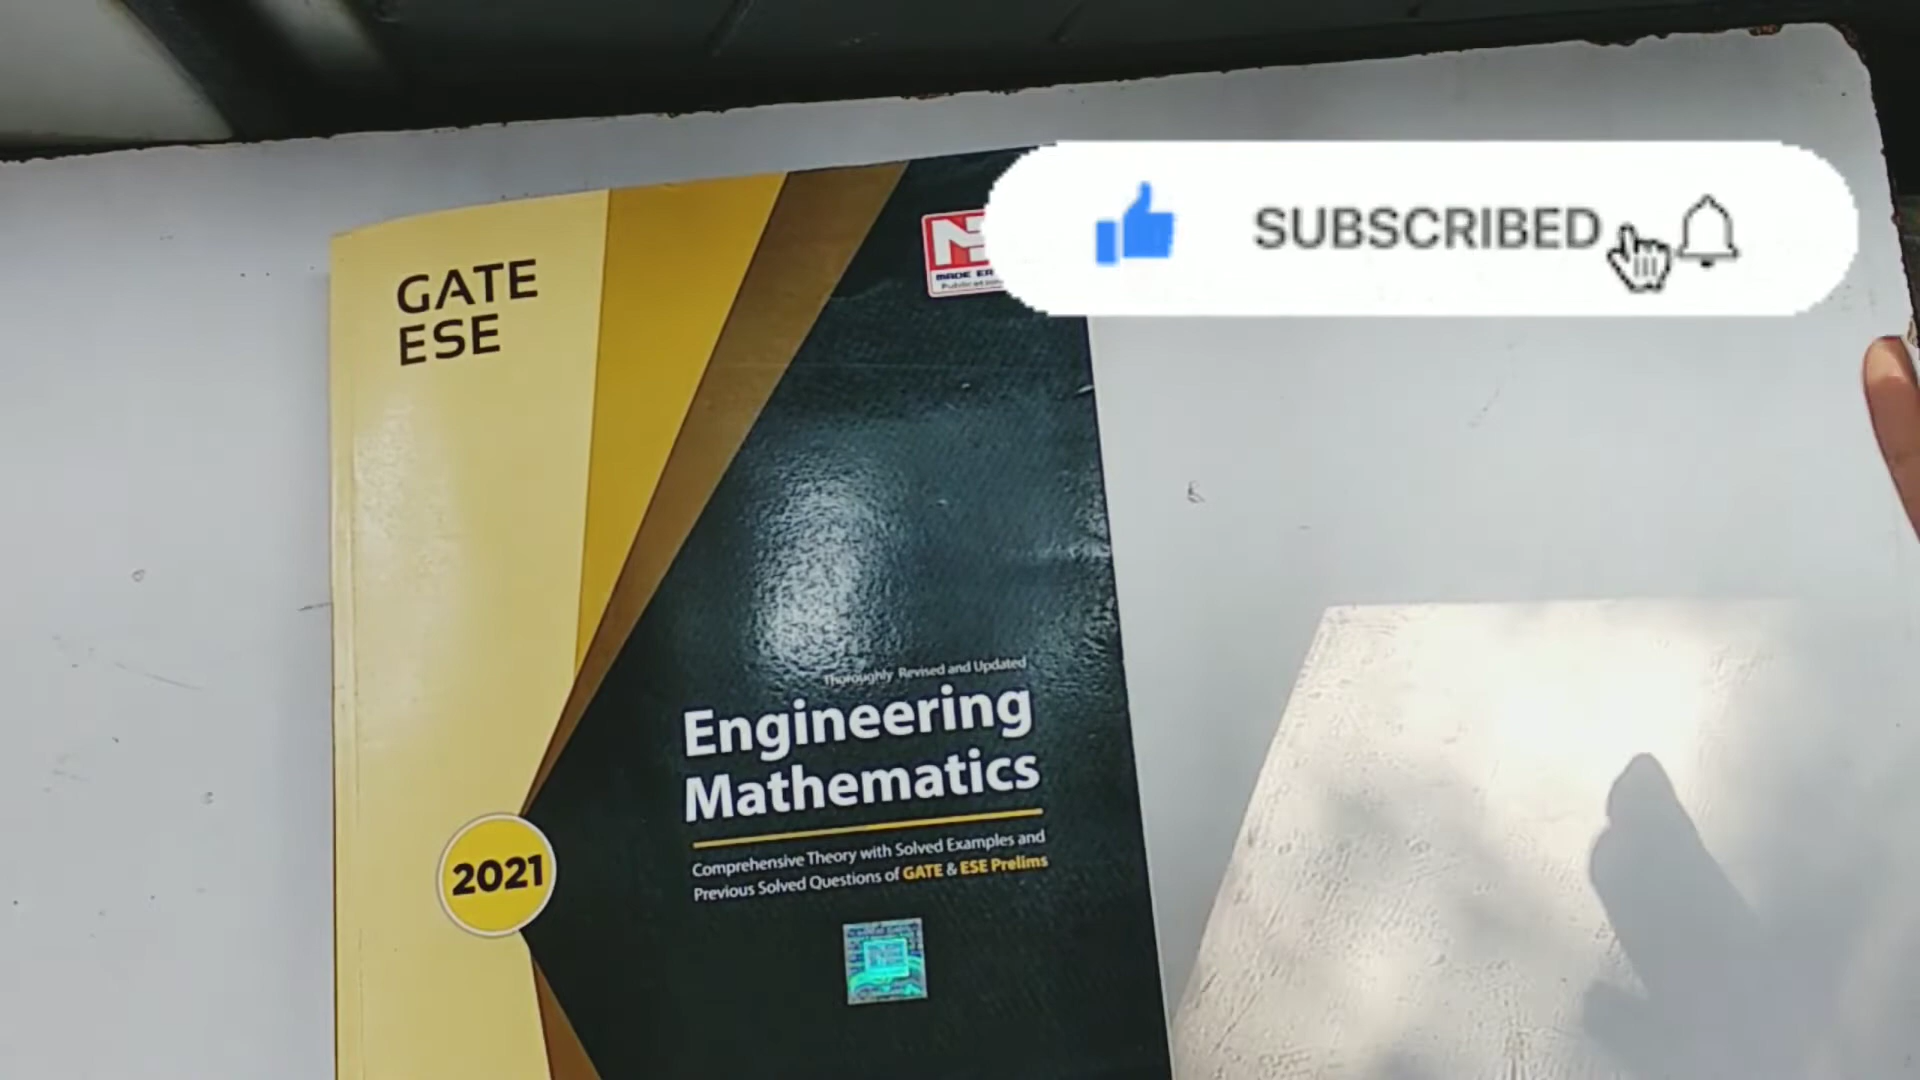 GATE
ESE
MADE
SUBSCRIBED
Thoroughly Revised and Updated
Engineering
Mathematics
Comprehensive Theory with Solved Examples and
Previous Solved Questions of GATE & ESE Prelims
2021